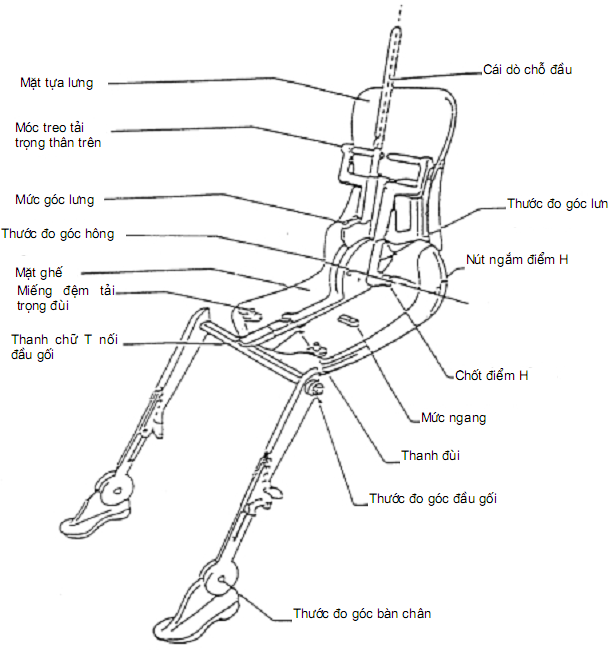 Cái dò chỗ đầu
Mặt tựa lưng
Móc treo tải
trọng thân trên
Mức góc lưng
Thước đo góc lưn
Thước đo góc hông
Nút ngắm điểm H
Mặt ghế
Miếng đệm tải
trọng đùi
Thanh chữ T nối
đầu gối
Chốt điểm H
Mức ngang
Thanh đùi
Thước đo góc đầu gối
Thước đo góc bàn chân